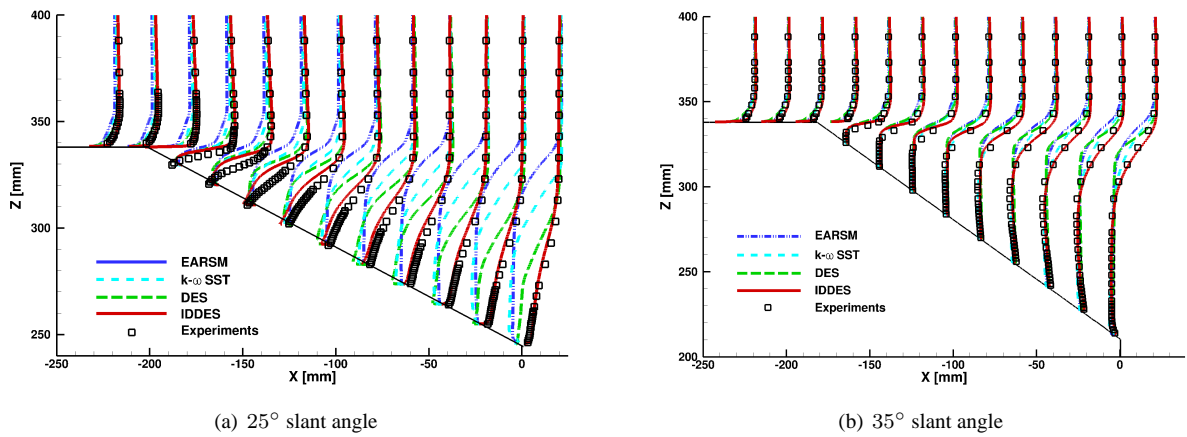 400
350
300
250
Z [mm]
-250
-200
-150
-100
-50
0
X [mm]
EARSM
k-ω SST
DES
IDDES
Experiments
(a) 25° slant angle
400
350
300
250
200
Z [mm]
-250
-200
-150
-100
-50
0
X [mm]
EARSM
k-ω SST
DES
IDDES
Experiments
(b) 35° slant angle